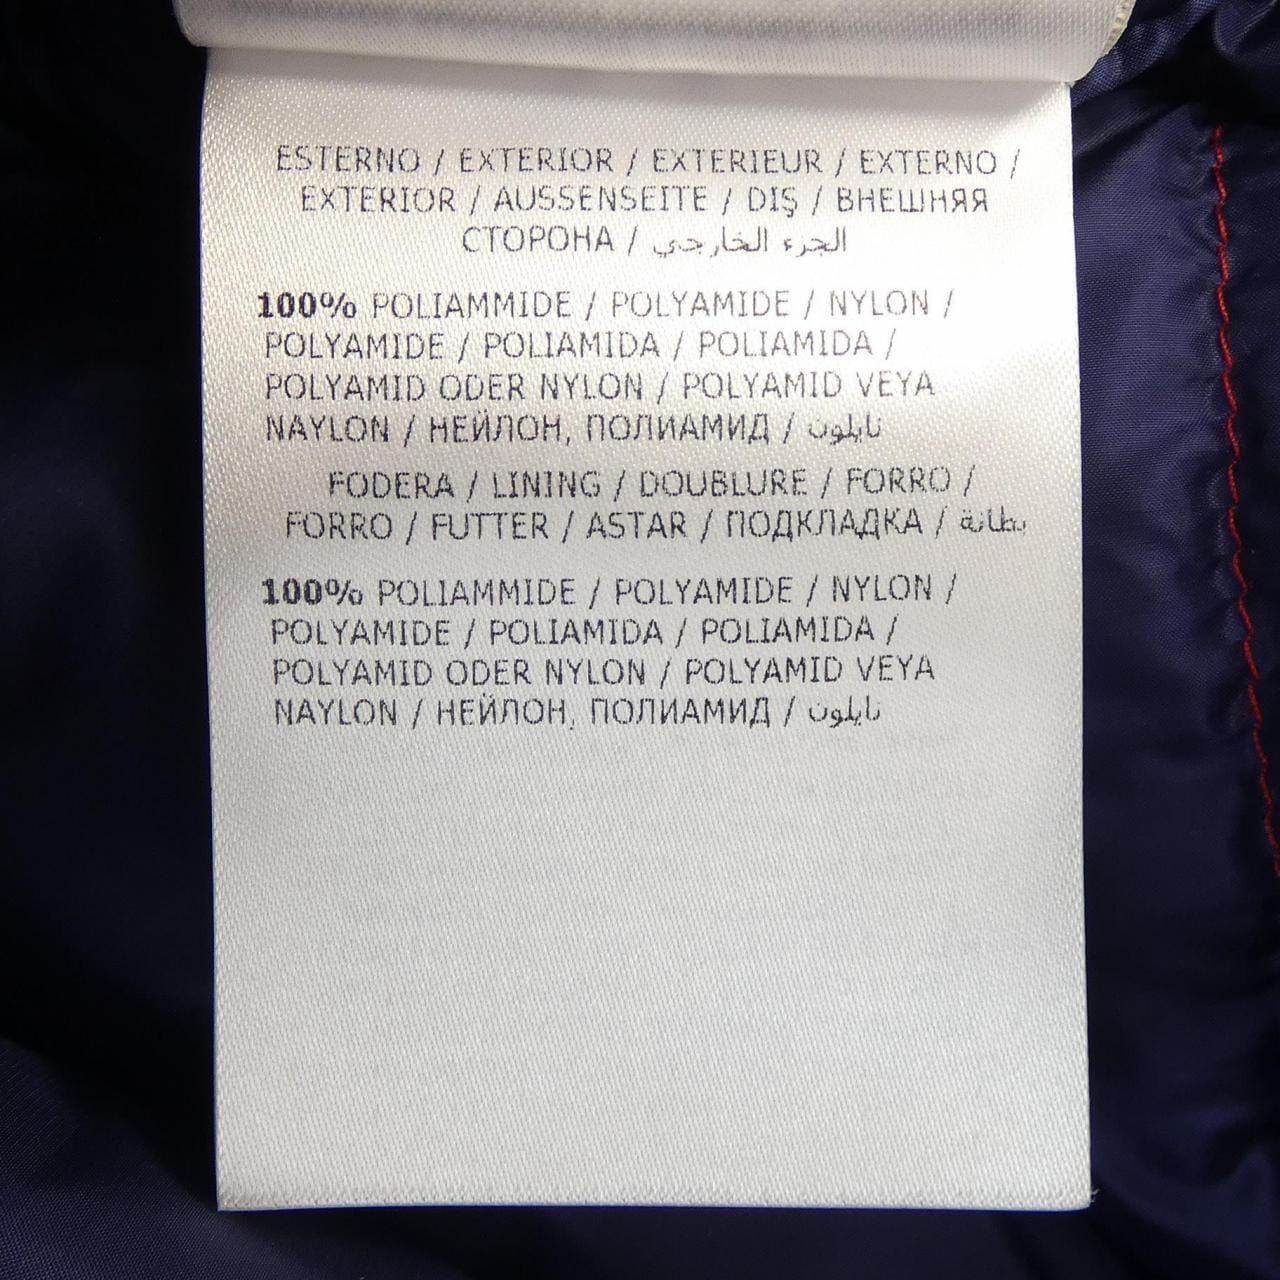 ESTERNO / EXTERIOR / EXTERIEUR / EXTERNO /
EXTERIOR / AUSSENSEITE / DIŞ / ВНЕШНЯЯ
СТОРОНА / الجزء الخارجي
100% POLIAMMIDE / POLYAMIDE / NYLON /
POLYAMIDE / POLIAMIDA / POLIAMIDA /
POLYAMID ODER NYLON / POLYAMID VEYA
NAYLON / НЕЙЛОН, ПОЛИАМИД / نايلون
FODERA / LINING / DOUBLURE / FORRO /
FORRO / FUTTER / ASTAR / ПОДКЛАДКА / بطانة
100% POLIAMMIDE / POLYAMIDE / NYLON /
POLYAMIDE / POLIAMIDA / POLIAMIDA /
POLYAMID ODER NYLON / POLYAMID VEYA
NAYLON / НЕЙЛОН, ПОЛИАМИД / نايلون